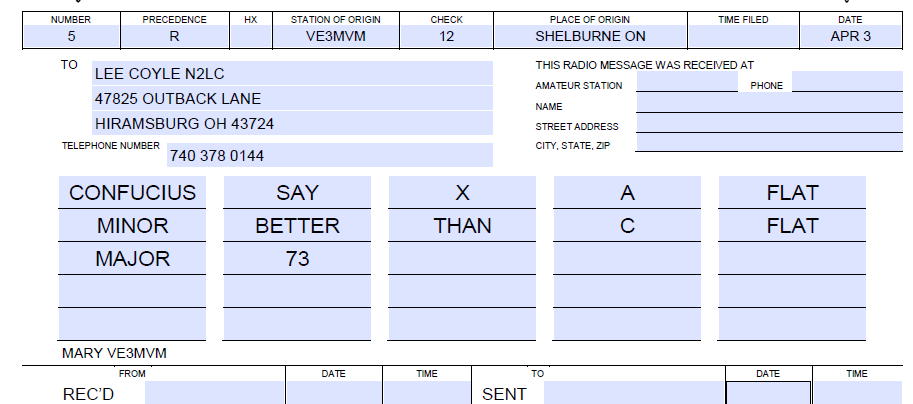 NUMBER PRECEDENCE HX STATION OF ORIGIN CHECK PLACE OF ORIGIN TIME FILED DATE
5 R VE3MVM 12 SHELBURNE ON APR 3
TO
LEE COYLE N2LC
47825 OUTBACK LANE
HIRAMSBURG OH 43724
TELEPHONE NUMBER 740 378 0144
THIS RADIO MESSAGE WAS RECEIVED AT
AMATEUR STATION PHONE
NAME
STREET ADDRESS
CITY, STATE, ZIP
CONFUCIUS SAY X A FLAT
MINOR BETTER THAN C FLAT
MAJOR 73
MARY VE3MVM
FROM DATE TIME TO DATE TIME
REC'D SENT